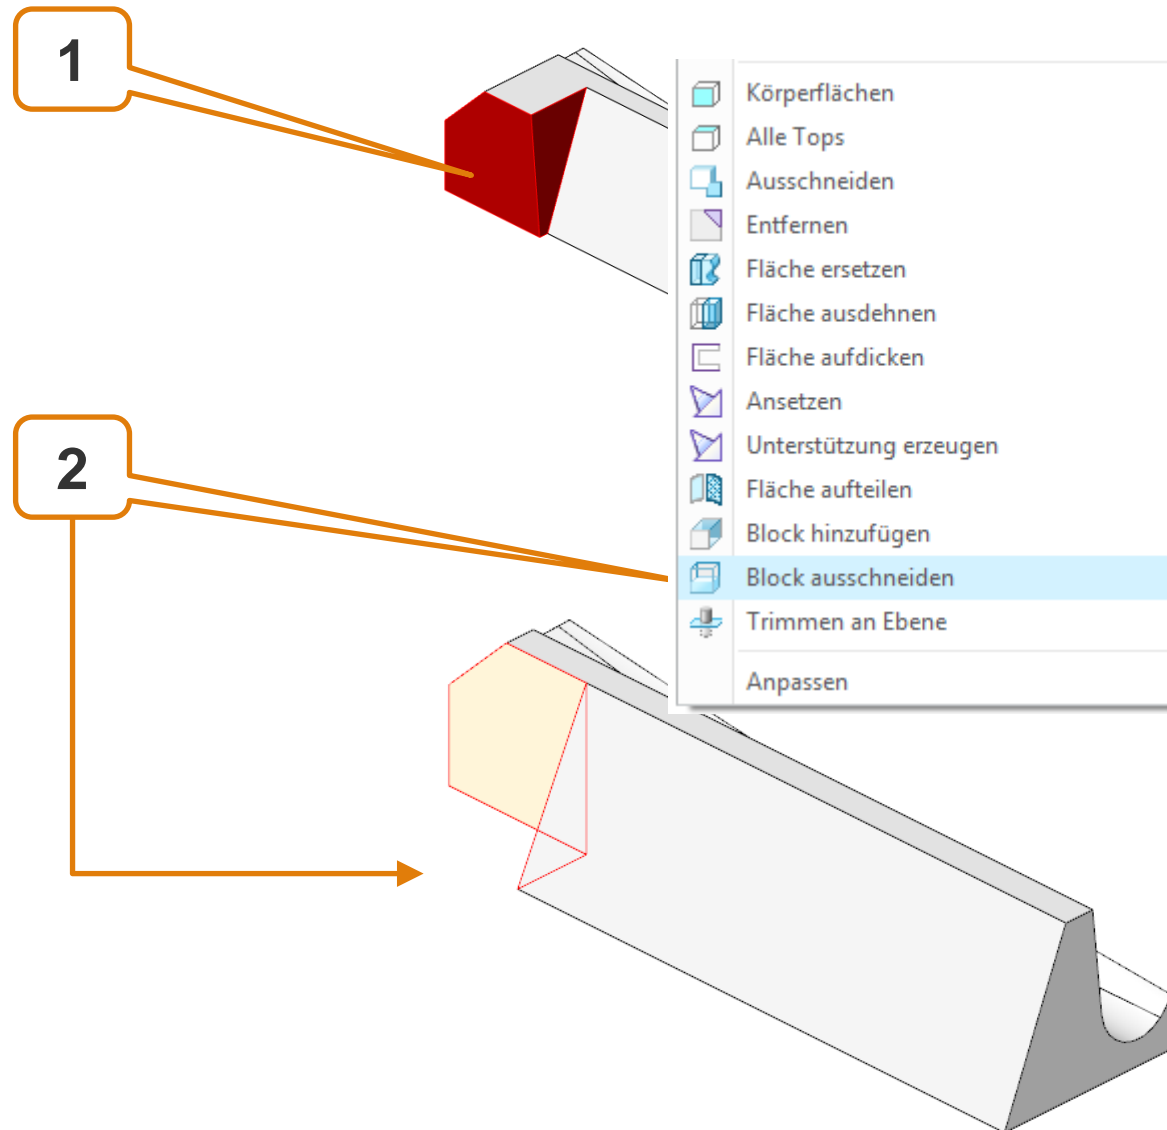 1
Körperflächen
Alle Tops
Ausschneiden
Entfernen
Fläche ersetzen
Fläche ausdehnen
Fläche aufdicken
Ansetzen
2
Unterstützung erzeugen
Fläche aufteilen
Block hinzufügen
Block ausschneiden
Trimmen an Ebene
Anpassen